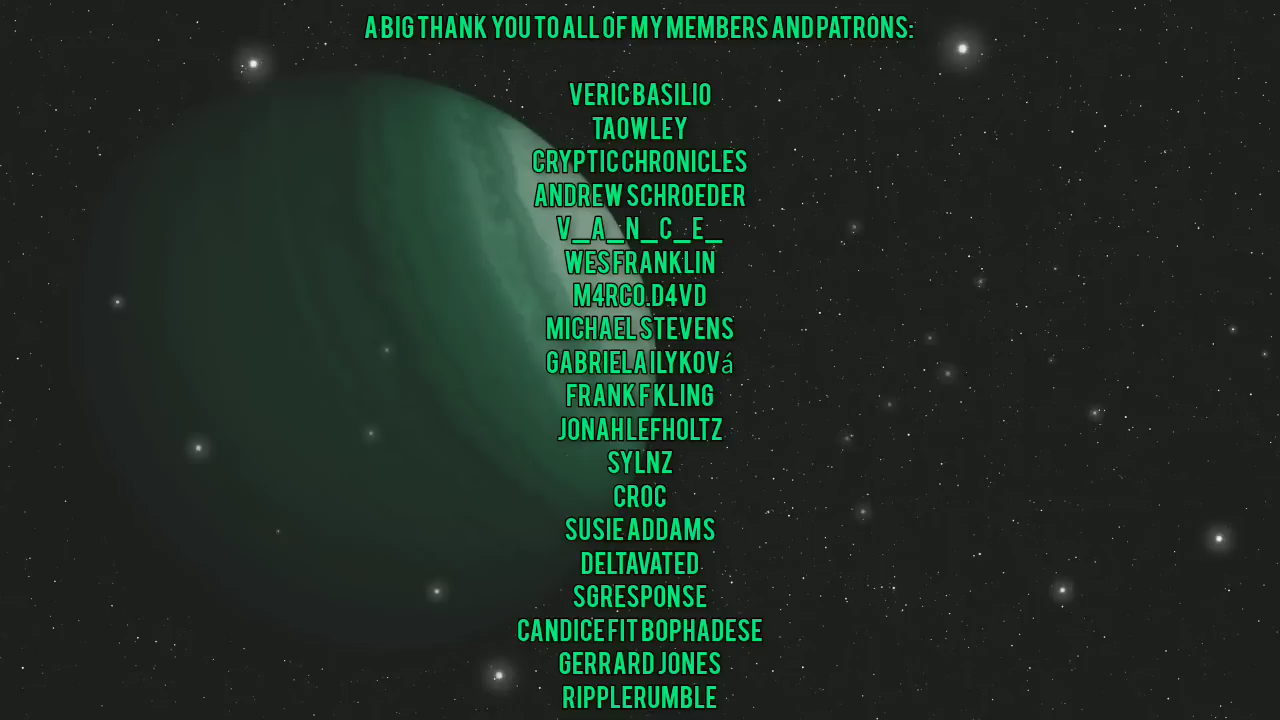 A BIG THANK YOU TO ALL OF MY MEMBERS AND PATRONS:
VERIC BASILIO
TAOWLEY
CRYPTIC CHRONICLES
ANDREW SCHROEDER
V_A_N_C_E_
WES FRANKLIN
M4RCO.D4VD
MICHAEL STEVENS
GABRIELA ILYKOVá
FRANK F KLING
JONAH LEFHOLTZ
SYLNZ
CROC
SUSIE ADDAMS
DELTAVATED
SGRESPONSE
CANDICE FIT BOPHADESE
GERRARD JONES
RIPPLERUMBLE